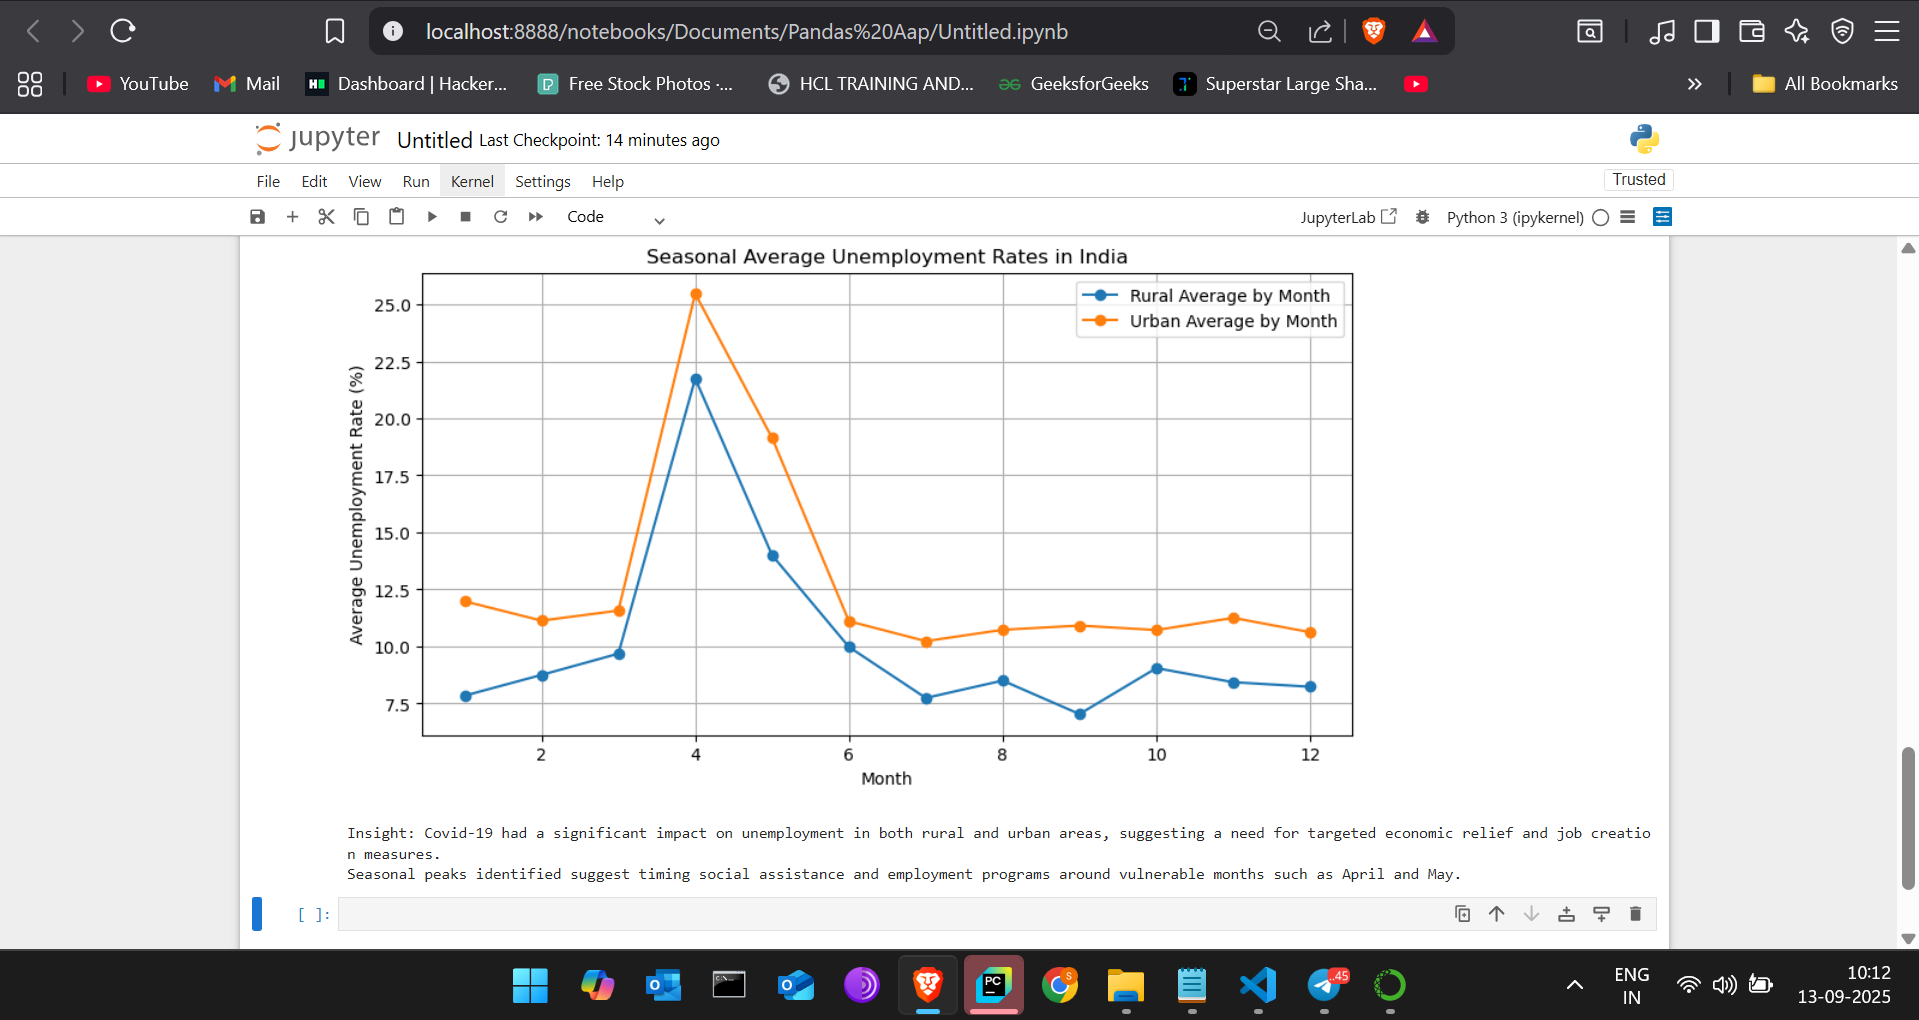 localhost:8888/notebooks/Documents/Pandas%20Aap/Untitled.ipynb
YouTube Mail Dashboard | Hacker... Free Stock Photos ·... HCL TRAINING AND... GeeksforGeeks Superstar Large Sha... All Bookmarks
jupyter Untitled Last Checkpoint: 14 minutes ago
File Edit View Run Kernel Settings Help Trusted
Code JupyterLab Python 3 (ipykernel)
Seasonal Average Unemployment Rates in India
Rural Average by Month
Urban Average by Month
Average Unemployment Rate (%)
25.0
22.5
20.0
17.5
15.0
12.5
10.0
7.5
2 4 6 8 10 12
Month
Insight: Covid-19 had a significant impact on unemployment in both rural and urban areas, suggesting a need for targeted economic relief and job creatio
n measures.
Seasonal peaks identified suggest timing social assistance and employment programs around vulnerable months such as April and May.
[ ]:
PC
S
.45
ENG
IN
10:12
13-09-2025